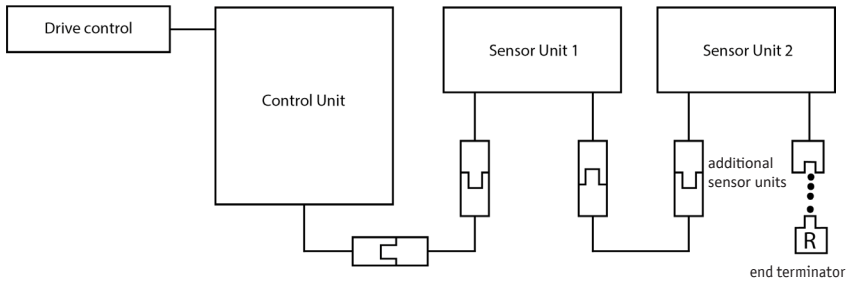 Drive control
Control Unit
Sensor Unit 1
Sensor Unit 2
additional
sensor units
R
end terminator